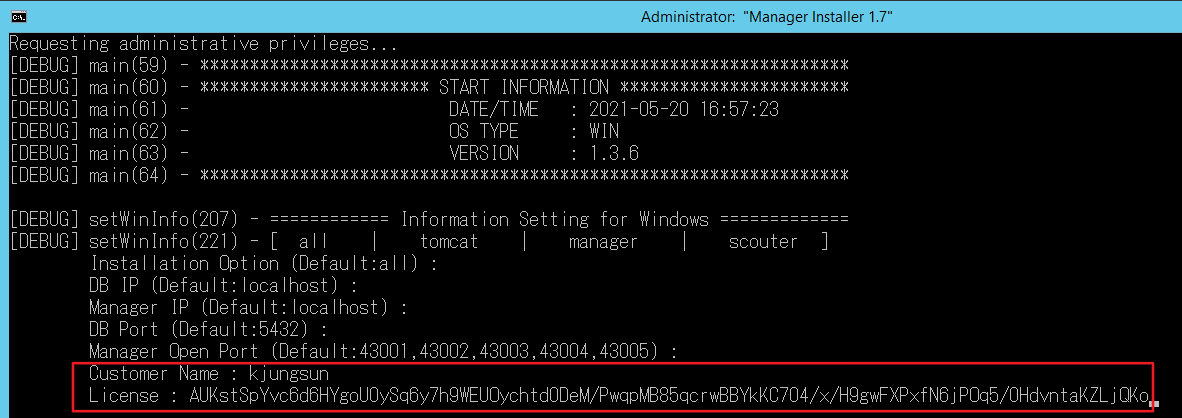 Administrator: "Manager Installer 1.7"
Requesting administrative privileges...
[DEBUG] main(59) - *****************************************************************
[DEBUG] main(60) - *********************** START INFORMATION ***********************
[DEBUG] main(61) - DATE/TIME : 2021-05-20 16:57:23
[DEBUG] main(62) - OS TYPE : WIN
[DEBUG] main(63) - VERSION : 1.3.6
[DEBUG] main(64) - *****************************************************************
[DEBUG] setWinInfo(207) - ============ Information Setting for Windows =============
[DEBUG] setWinInfo(221) - [ all | tomcat | manager | scouter ]
Installation Option (Default:all) :
DB IP (Default:localhost) :
Manager IP (Default:localhost) :
DB Port (Default:5432) :
Manager Open Port (Default:43001,43002,43003,43004,43005) :
Customer Name : kjungsun
License : AUKstSpYvc6d6HYgoU0ySq6y7h9WEUOychtdODeM/PwqpMB85qcrwBBYkKC7O4/x/H9gwFXPxfN6jPOq5/OHdvntaKZLjQKo